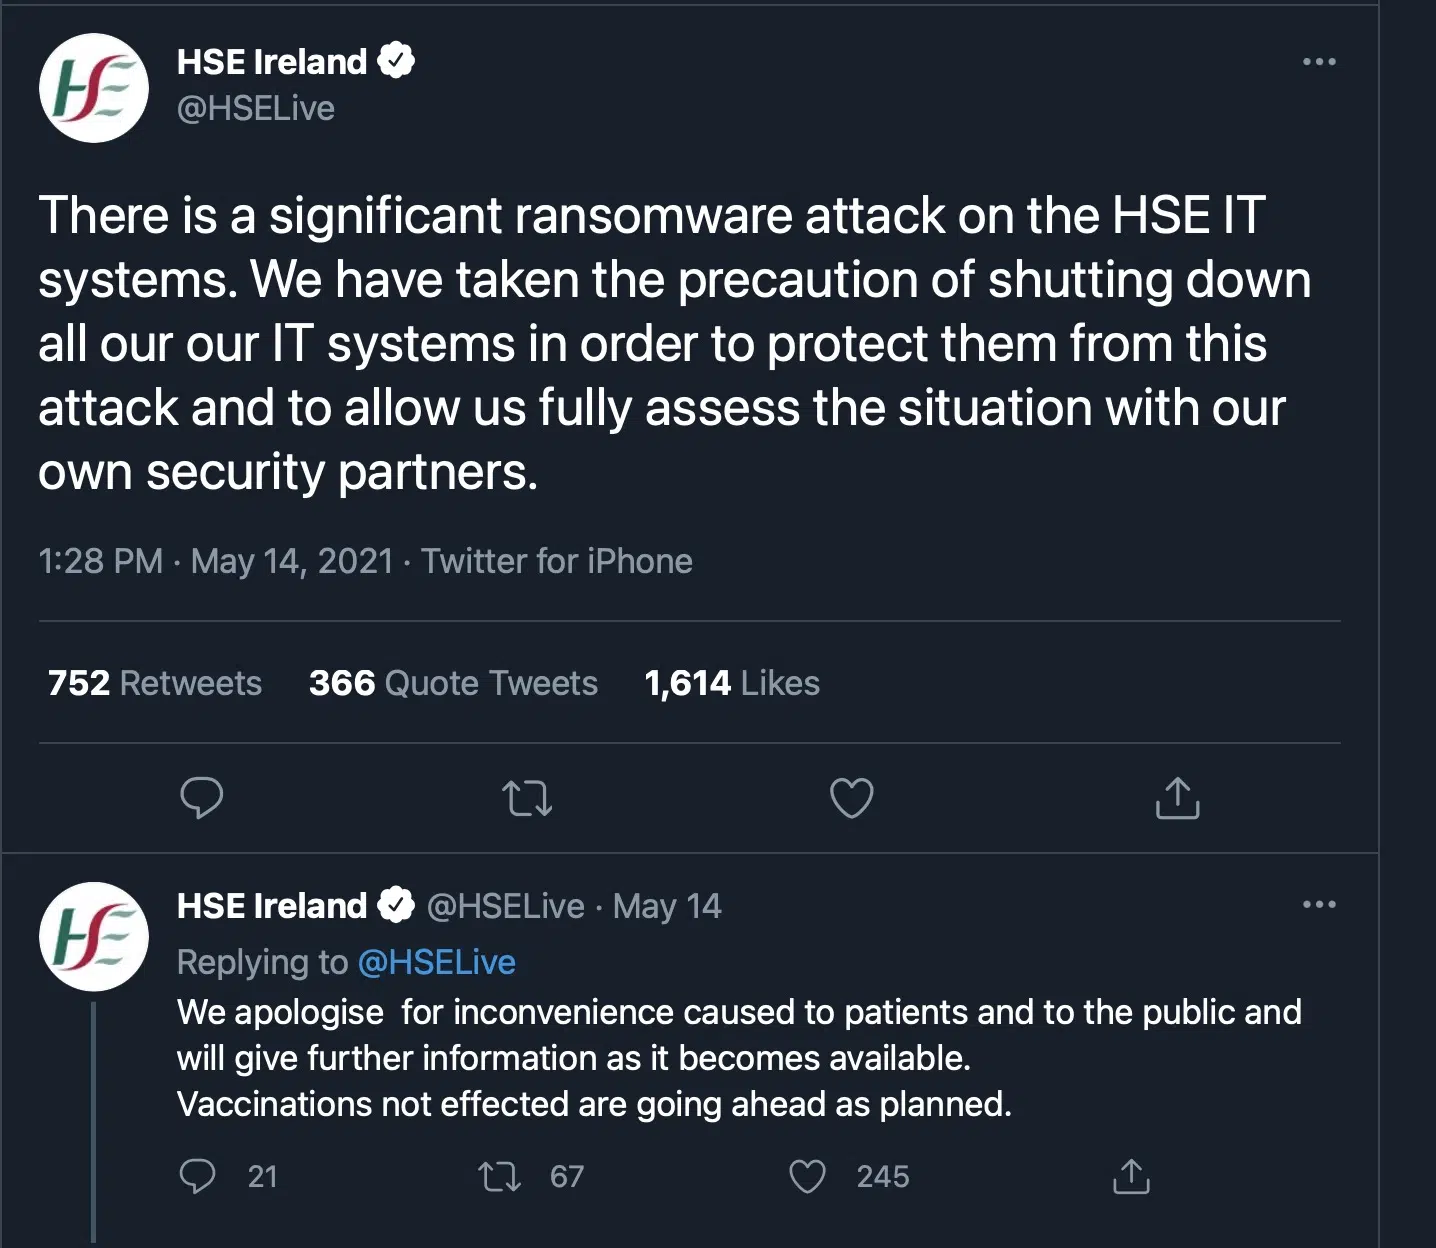 HSE Ireland
@HSELive
There is a significant ransomware attack on the HSE IT
systems. We have taken the precaution of shutting down
all our our IT systems in order to protect them from this
attack and to allow us fully assess the situation with our
own security partners.
1:28 PM · May 14, 2021 · Twitter for iPhone
752 Retweets 366 Quote Tweets 1,614 Likes
HSE Ireland @HSELive · May 14
Replying to @HSELive
We apologise  for inconvenience caused to patients and to the public and
will give further information as it becomes available.
Vaccinations not effected are going ahead as planned.
21 67 245